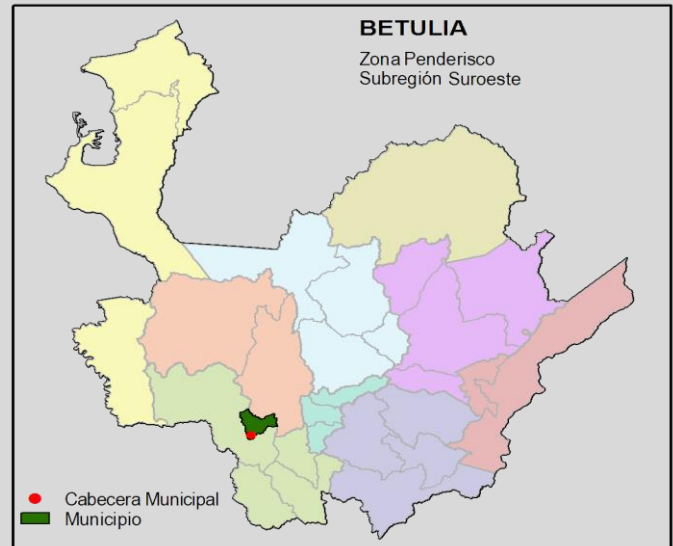 BETULIA
Zona Penderisco
Subregión Suroeste
Cabecera Municipal
Municipio